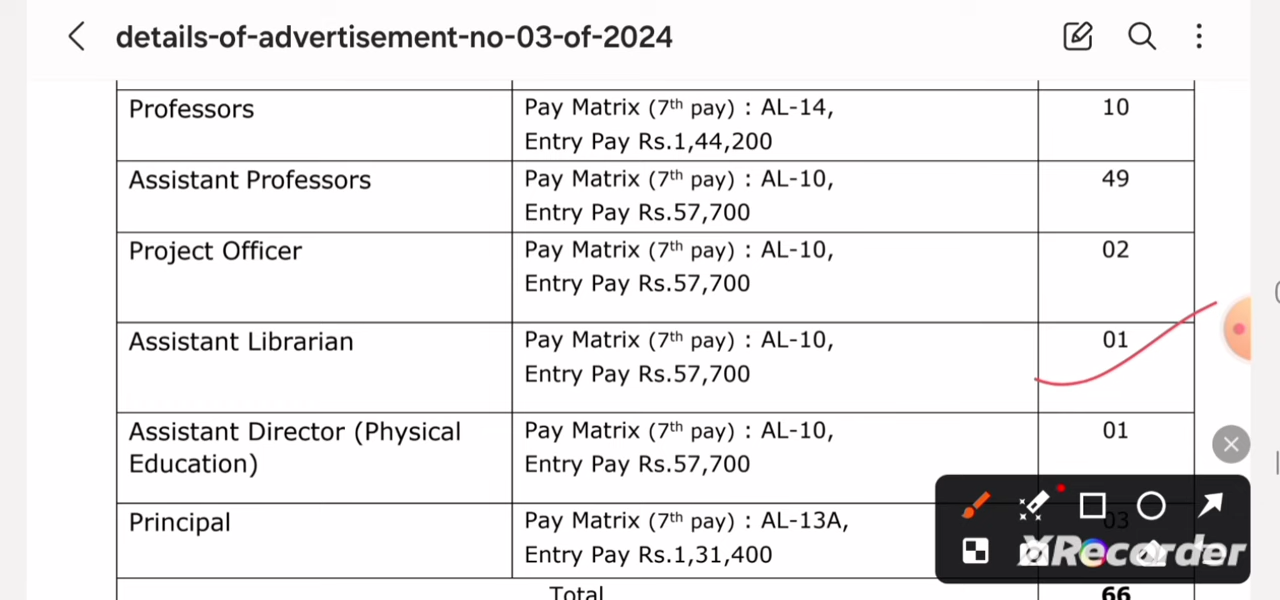 details-of-advertisement-no-03-of-2024
Professors
Pay Matrix (7th pay) : AL-14,
Entry Pay Rs.1,44,200
10
Assistant Professors
Pay Matrix (7th pay) : AL-10,
Entry Pay Rs.57,700
49
Project Officer
Pay Matrix (7th pay) : AL-10,
Entry Pay Rs.57,700
02
Assistant Librarian
Pay Matrix (7th pay) : AL-10,
Entry Pay Rs.57,700
01
Assistant Director (Physical
Education)
Pay Matrix (7th pay) : AL-10,
Entry Pay Rs.57,700
01
Principal
Pay Matrix (7th pay) : AL-13A,
Entry Pay Rs.1,31,400
03
XRecorder
Total
66